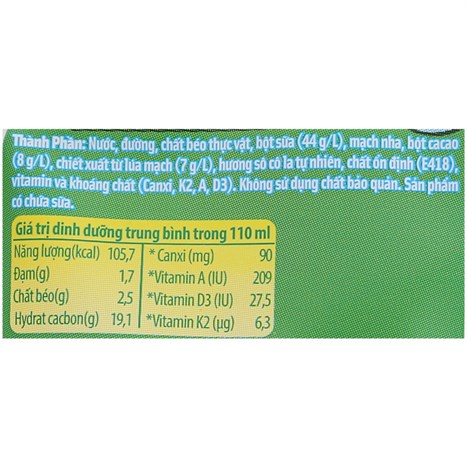 Thành Phần: Nước, đường, chất béo thực vật, bột sữa (44 g/L), mạch nha, bột cacao
(8 g/L), chiết xuất từ lúa mạch (7 g/L), hương sô cô la tự nhiên, chất ổn định (E418),
vitamin và khoáng chất (Canxi, K2, A, D3). Không sử dụng chất bảo quản. Sản phẩm
có chứa sữa.
Giá trị dinh dưỡng trung bình trong 110 ml
Năng lượng(kcal) 105,7 * Canxi (mg) 90
Đạm(g) 1,7 *Vitamin A (IU) 209
Chất béo(g) 2,5 *Vitamin D3 (IU) 27,5
Hydrat cacbon(g) 19,1 *Vitamin K2 (µg) 6,3